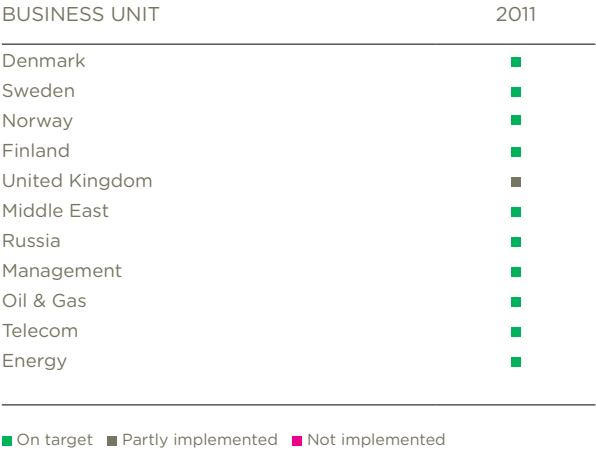 BUSINESS UNIT 2011
Denmark
Sweden
Norway
Finland
United Kingdom
Middle East
Russia
Management
Oil & Gas
Telecom
Energy
On target Partly implemented Not implemented